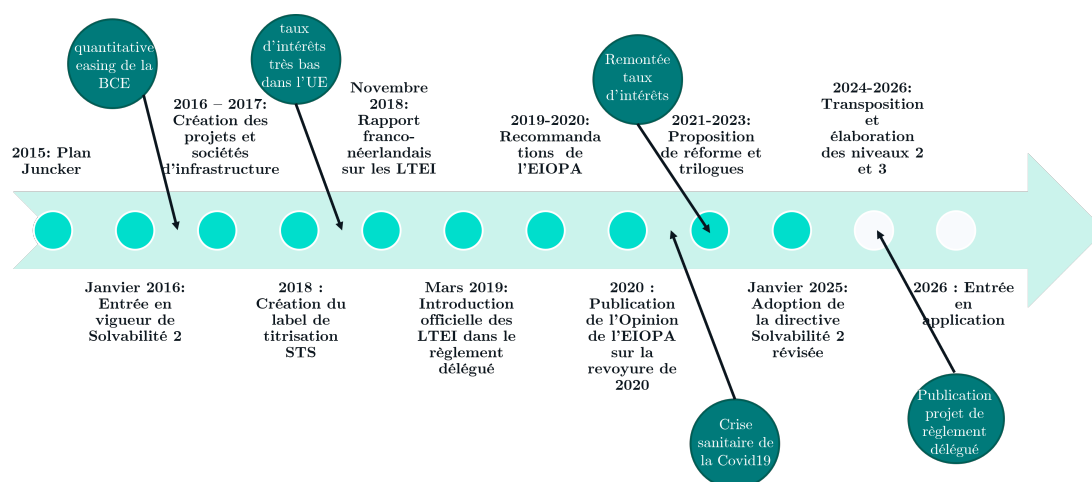 quantitative
easing de la
BCE
taux
d'intérêts
très bas
dans l'UE
Remontée
taux
d'intérêts
2015: Plan
Juncker
2016 – 2017:
Création des
projets et
sociétés
d'infrastructure
Novembre
2018:
Rapport
franco-
néerlandais
sur les LTEI
2019-2020:
Recommanda
tions de
l'EIOPA
2021-2023:
Proposition
de réforme et
trilogues
2024-2026:
Transposition
et
élaboration
des niveaux 2
et 3
Janvier 2016:
Entrée en
vigueur de
Solvabilité 2
2018 :
Création du
label de
titrisation
STS
Mars 2019:
Introduction
officielle des
LTEI dans le
règlement
délégué
2020 :
Publication
de l'Opinion
de l'EIOPA
sur la
revoyure de
2020
Janvier 2025:
Adoption de
la directive
Solvabilité 2
révisée
2026 : Entrée
en
application
Crise
sanitaire de
la Covid19
Publication
projet de
règlement
délégué